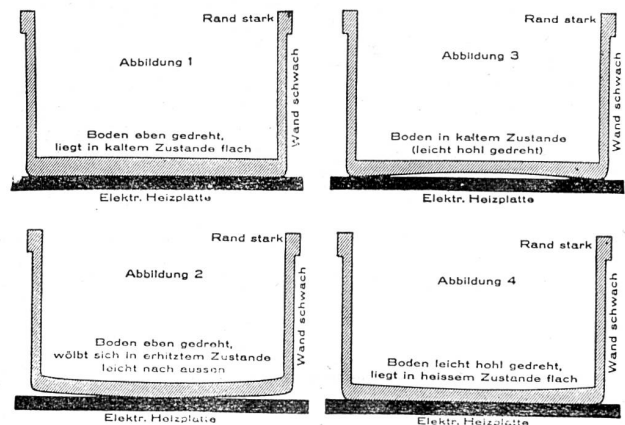 Rand stark
Abbildung 1
Wand schwach
Boden eben gedreht,
liegt in kaltem Zustande flach
Elektr. Heizplatte
Rand stark
Abbildung 3
Wand schwach
Boden in kaltem Zustande
(leicht hohl gedreht)
Elektr. Heizplatte
Rand stark
Abbildung 2
Wand schwach
Boden eben gedreht,
wölbt sich in erhitztem Zustande
leicht nach aussen
Elektr. Heizplatte
Rand stark
Abbildung 4
Wand schwach
Boden leicht hohl gedreht,
liegt in heissem Zustande flach
Elektr. Heizplatte